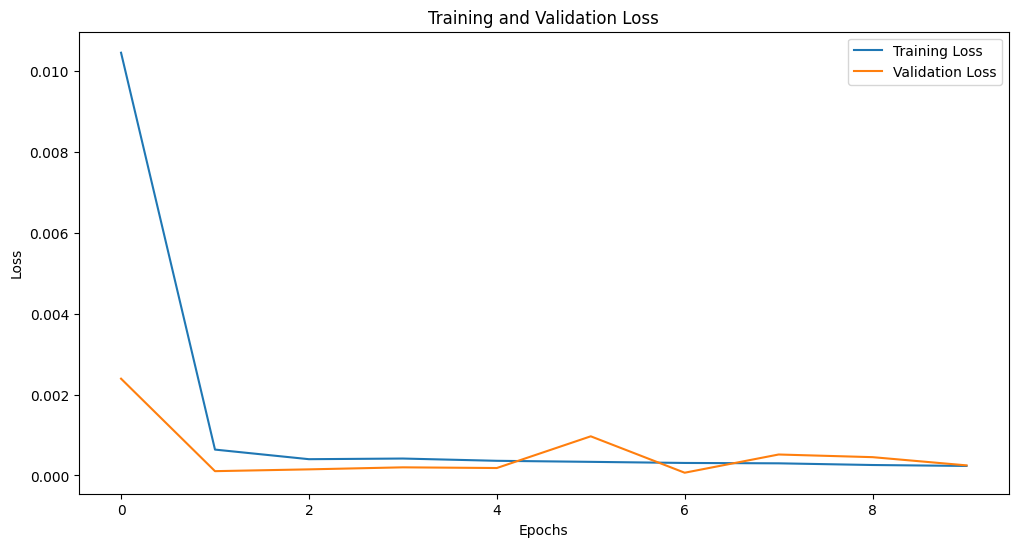 Training and Validation Loss
Training Loss
Validation Loss
0.010
0.008
0.006
0.004
0.002
0.000
Loss
0 2 4 6 8
Epochs